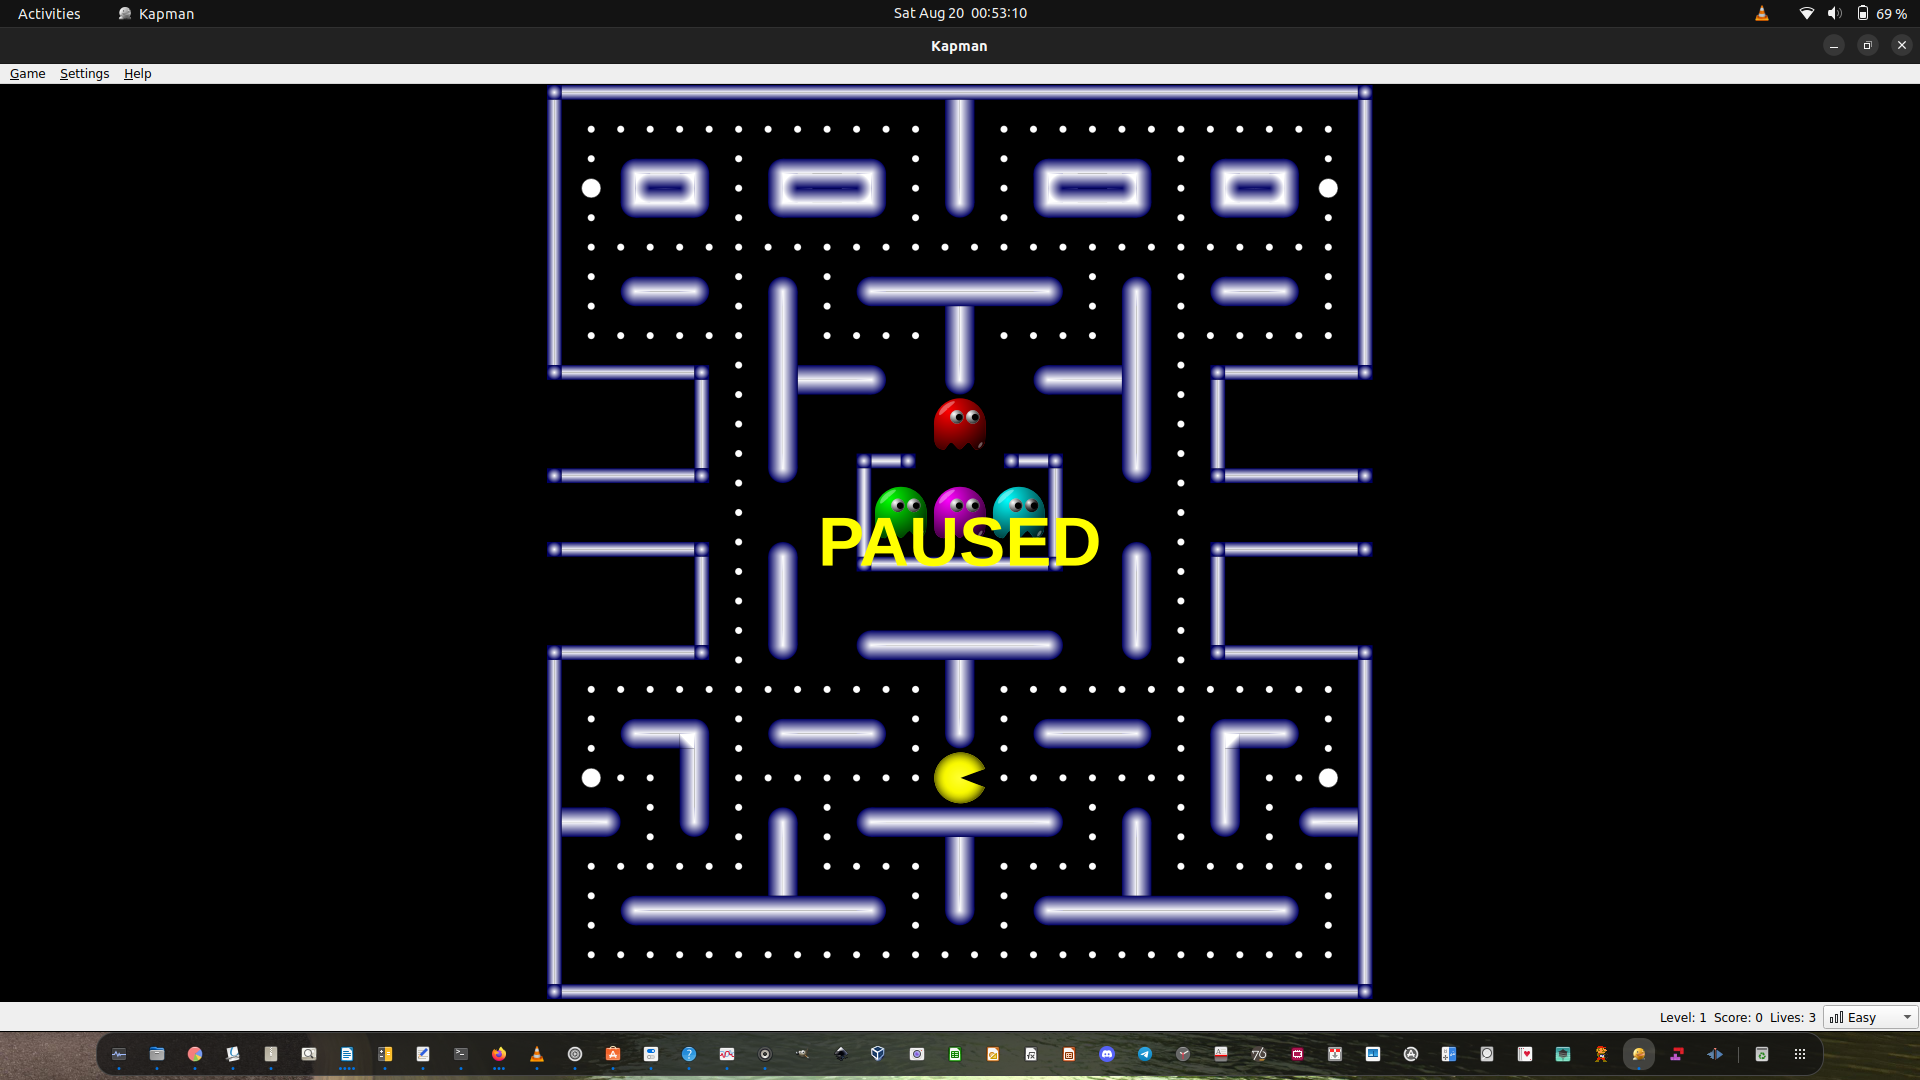 Activities Kapman Sat Aug 20 00:53:10 69 %
Kapman
Game Settings Help
PAUSED
Level: 1 Score: 0 Lives: 3 Easy